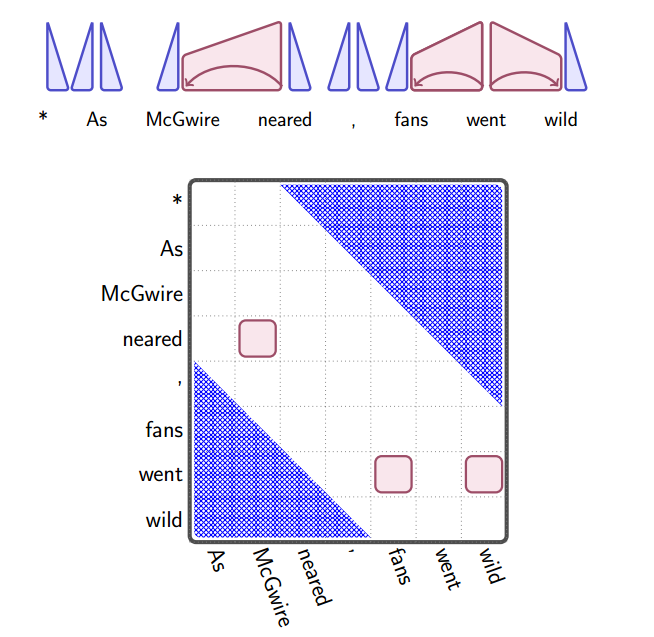 * As McGwire neared , fans went wild
*
As
McGwire
neared
,
fans
went
wild
As McGwire neared , fans went wild